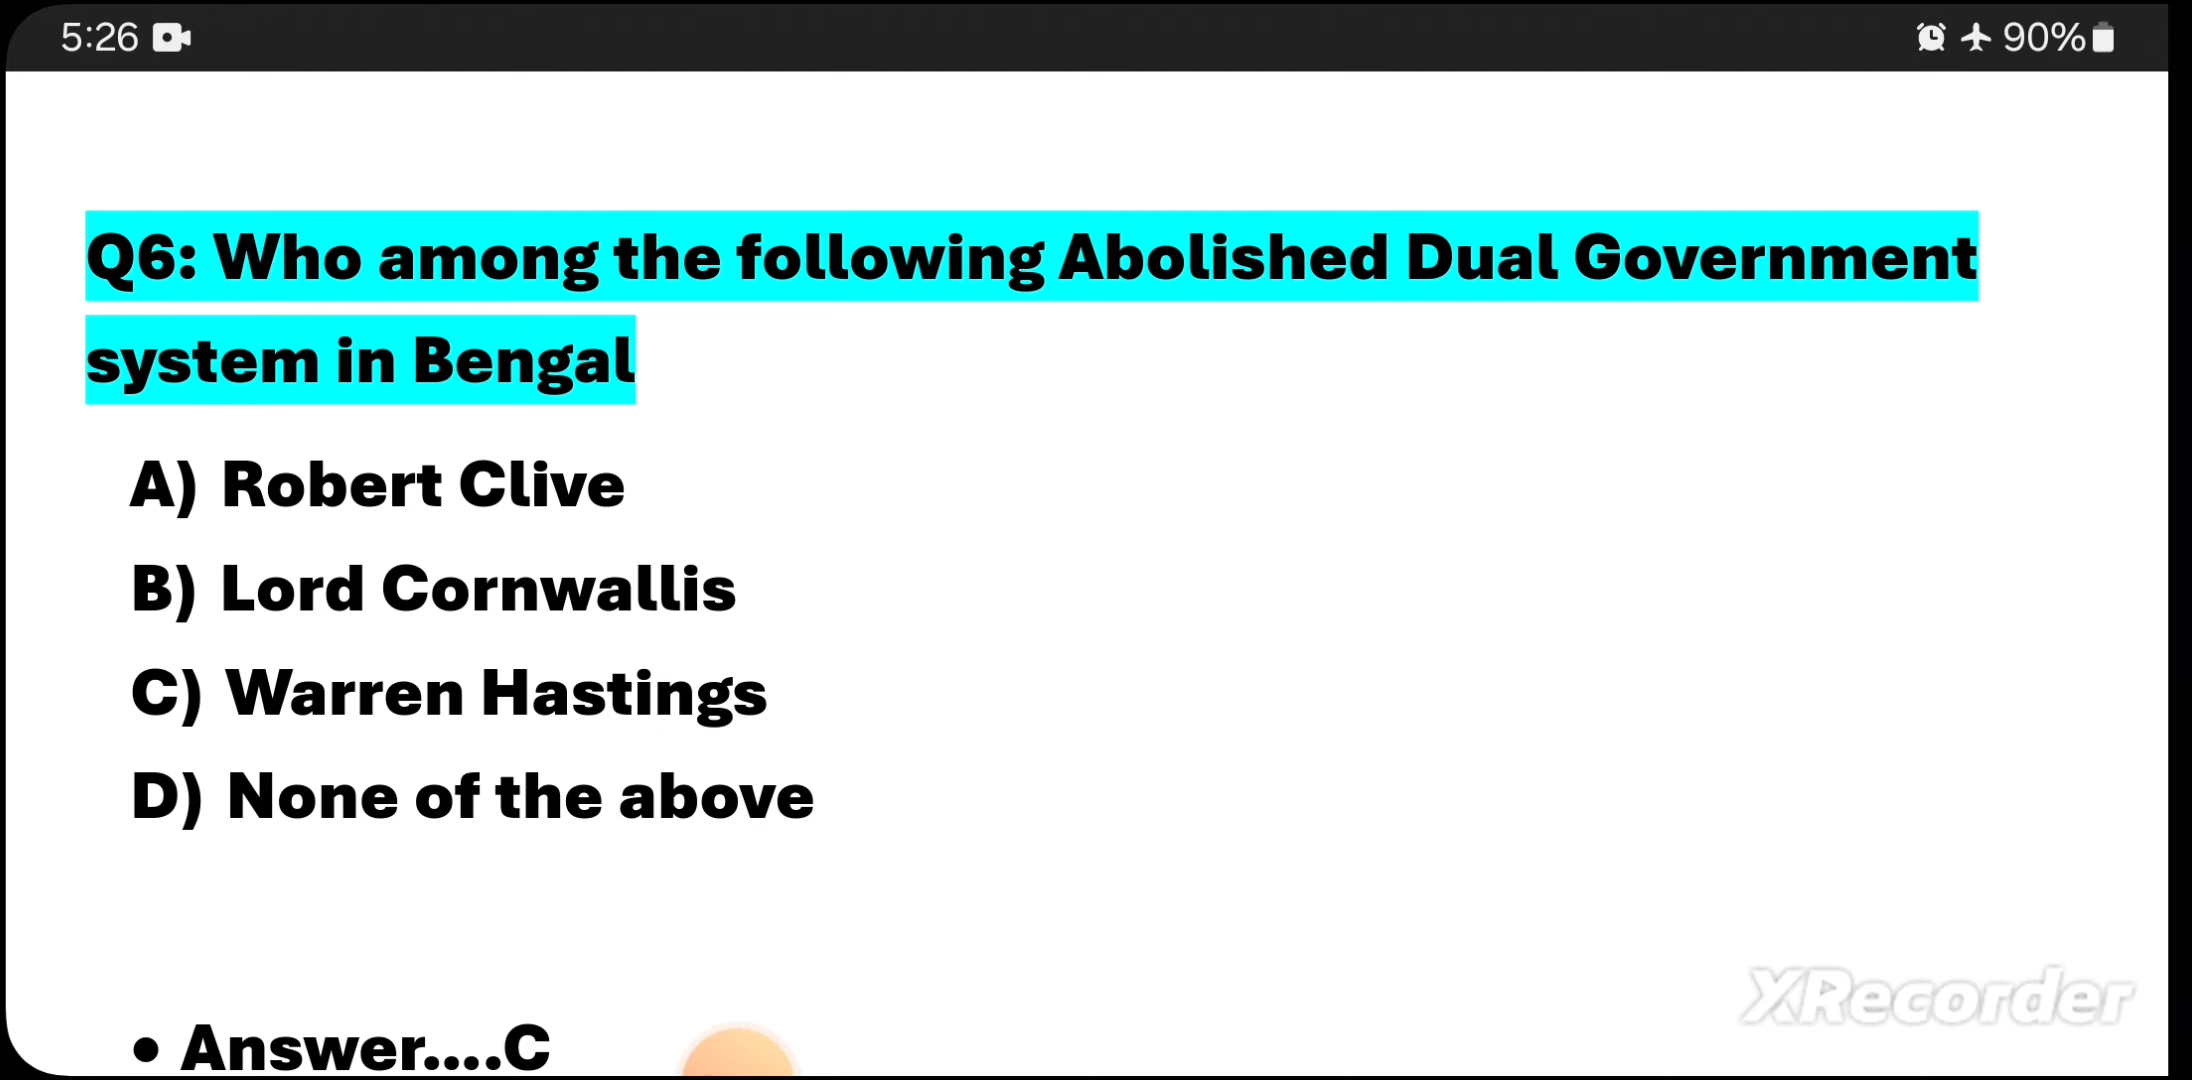 5:26
90%
Q6: Who among the following Abolished Dual Government
system in Bengal
A) Robert Clive
B) Lord Cornwallis
C) Warren Hastings
D) None of the above
XRecorder
• Answer....C